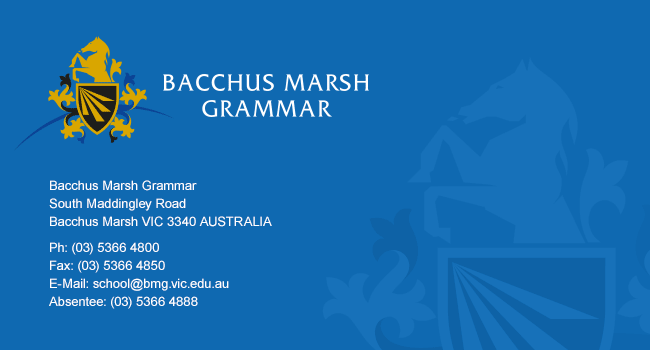 BACCHUS MARSH
GRAMMAR
Bacchus Marsh Grammar
South Maddingley Road
Bacchus Marsh VIC 3340 AUSTRALIA
Ph: (03) 5366 4800
Fax: (03) 5366 4850
E-Mail: school@bmg.vic.edu.au
Absentee: (03) 5366 4888